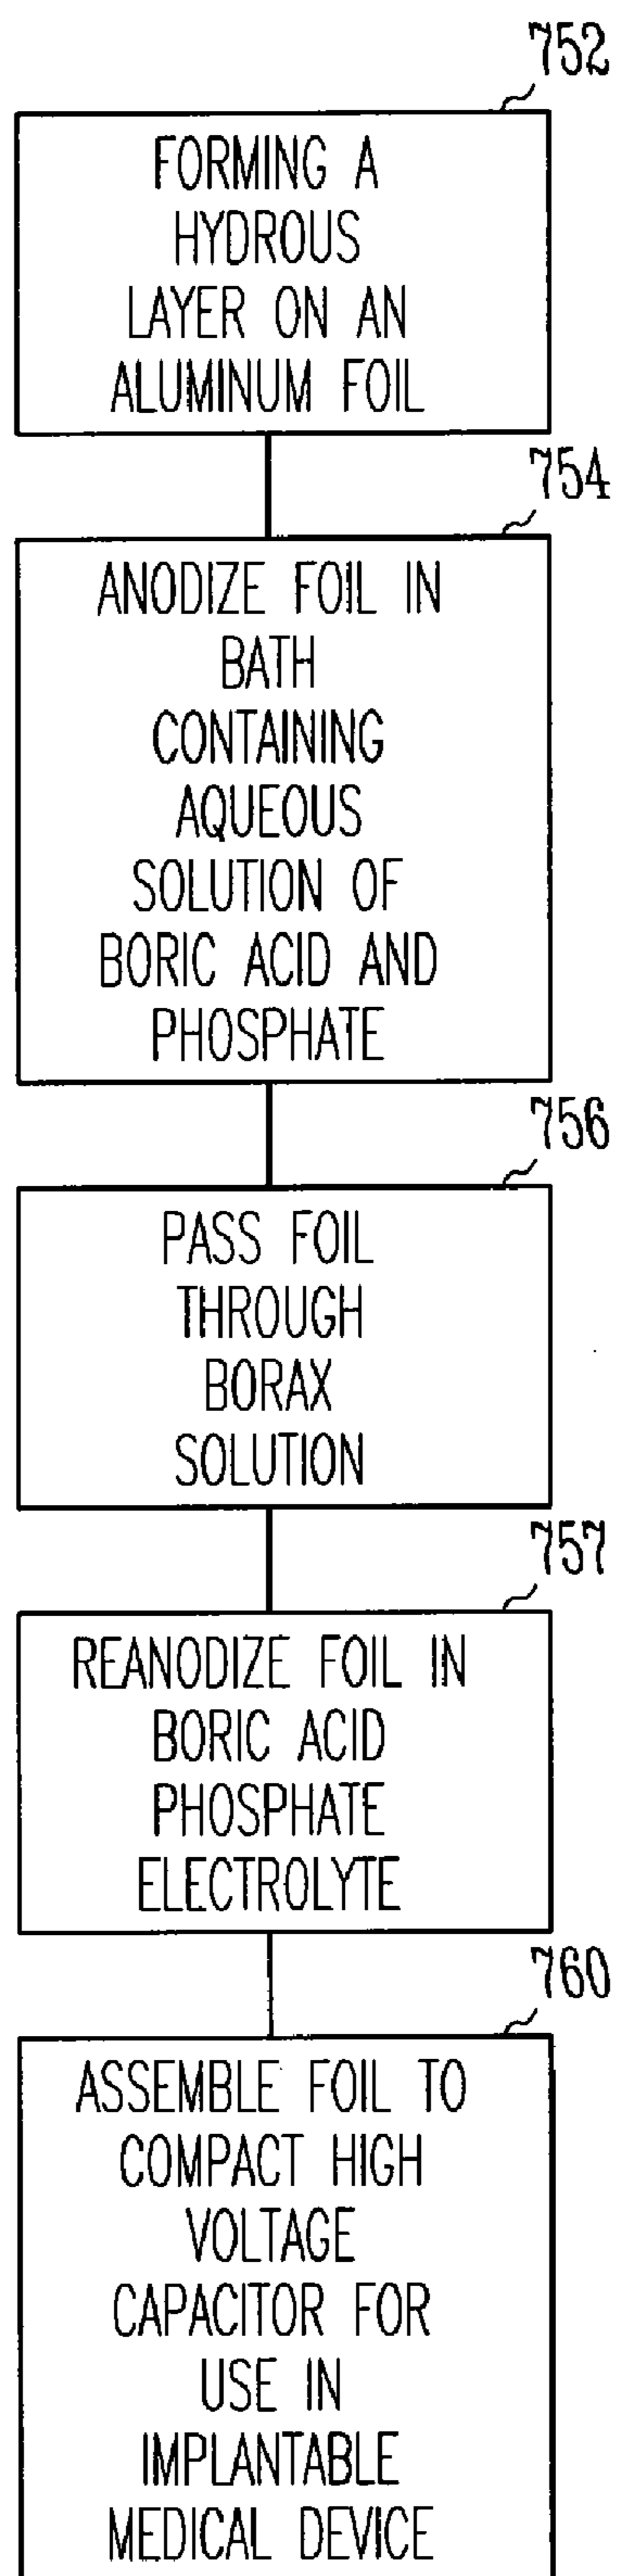 752
FORMING A
HYDROUS
LAYER ON AN
ALUMINUM FOIL
754
ANODIZE FOIL IN
BATH
CONTAINING
AQUEOUS
SOLUTION OF
BORIC ACID AND
PHOSPHATE
756
PASS FOIL
THROUGH
BORAX
SOLUTION
757
REANODIZE FOIL IN
BORIC ACID
PHOSPHATE
ELECTROLYTE
760
ASSEMBLE FOIL TO
COMPACT HIGH
VOLTAGE
CAPACITOR FOR
USE IN
IMPLANTABLE
MEDICAL DEVICE